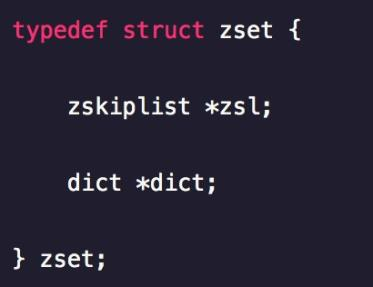 typedef struct zset {
zskiplist *zsl;
dict *dict;
} zset;